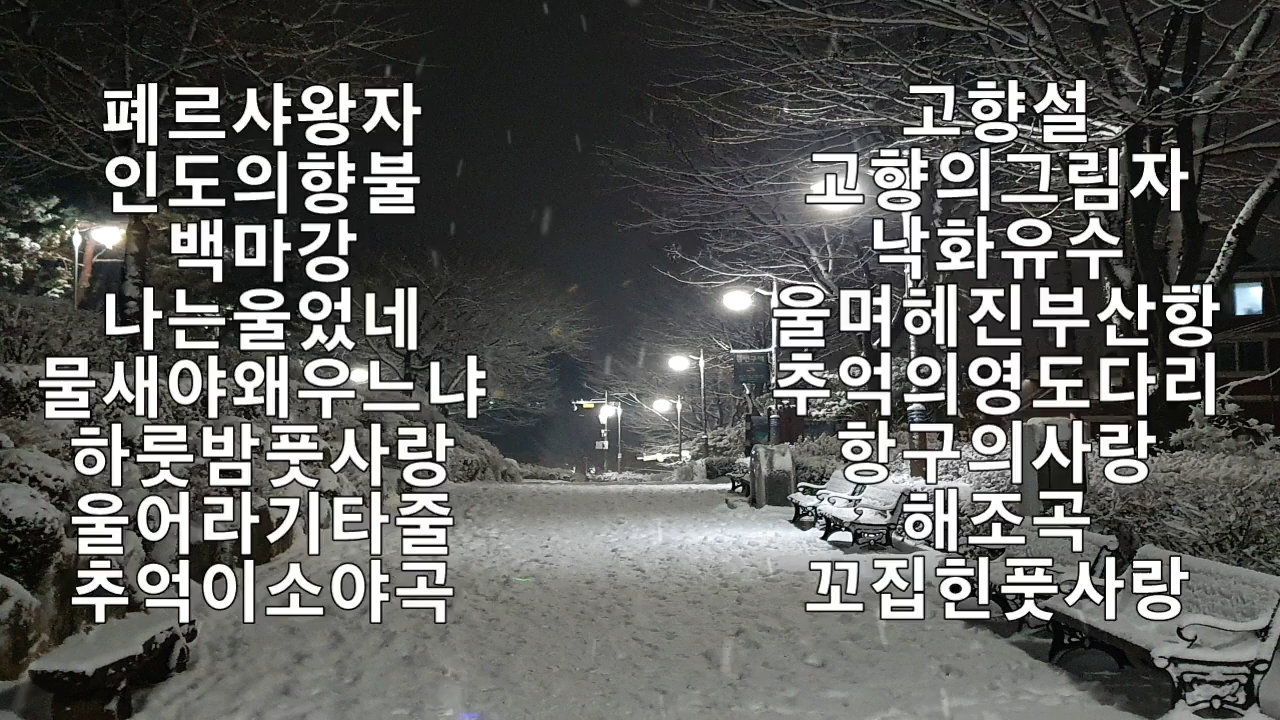 폐르샤왕자
인도의향불
백마강
나는울었네
물새야왜우느냐
하룻밤풋사랑
울어라기타줄
추억이소야곡
고향설
고향의그림자
낙화유수
울며헤진부산항
추억의영도다리
항구의사랑
해조곡
꼬집힌풋사랑